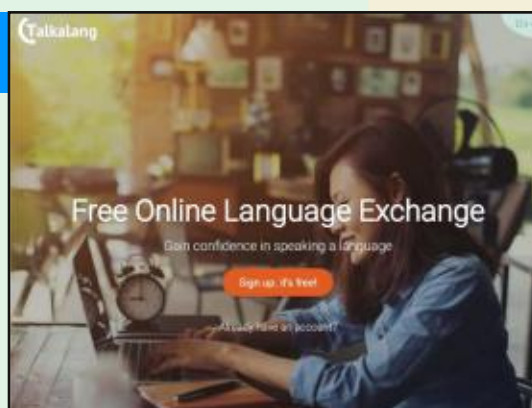 Talkalang
Free Online Language Exchange
Gain confidence in speaking a language
Sign up, it's free!
Already have an account?